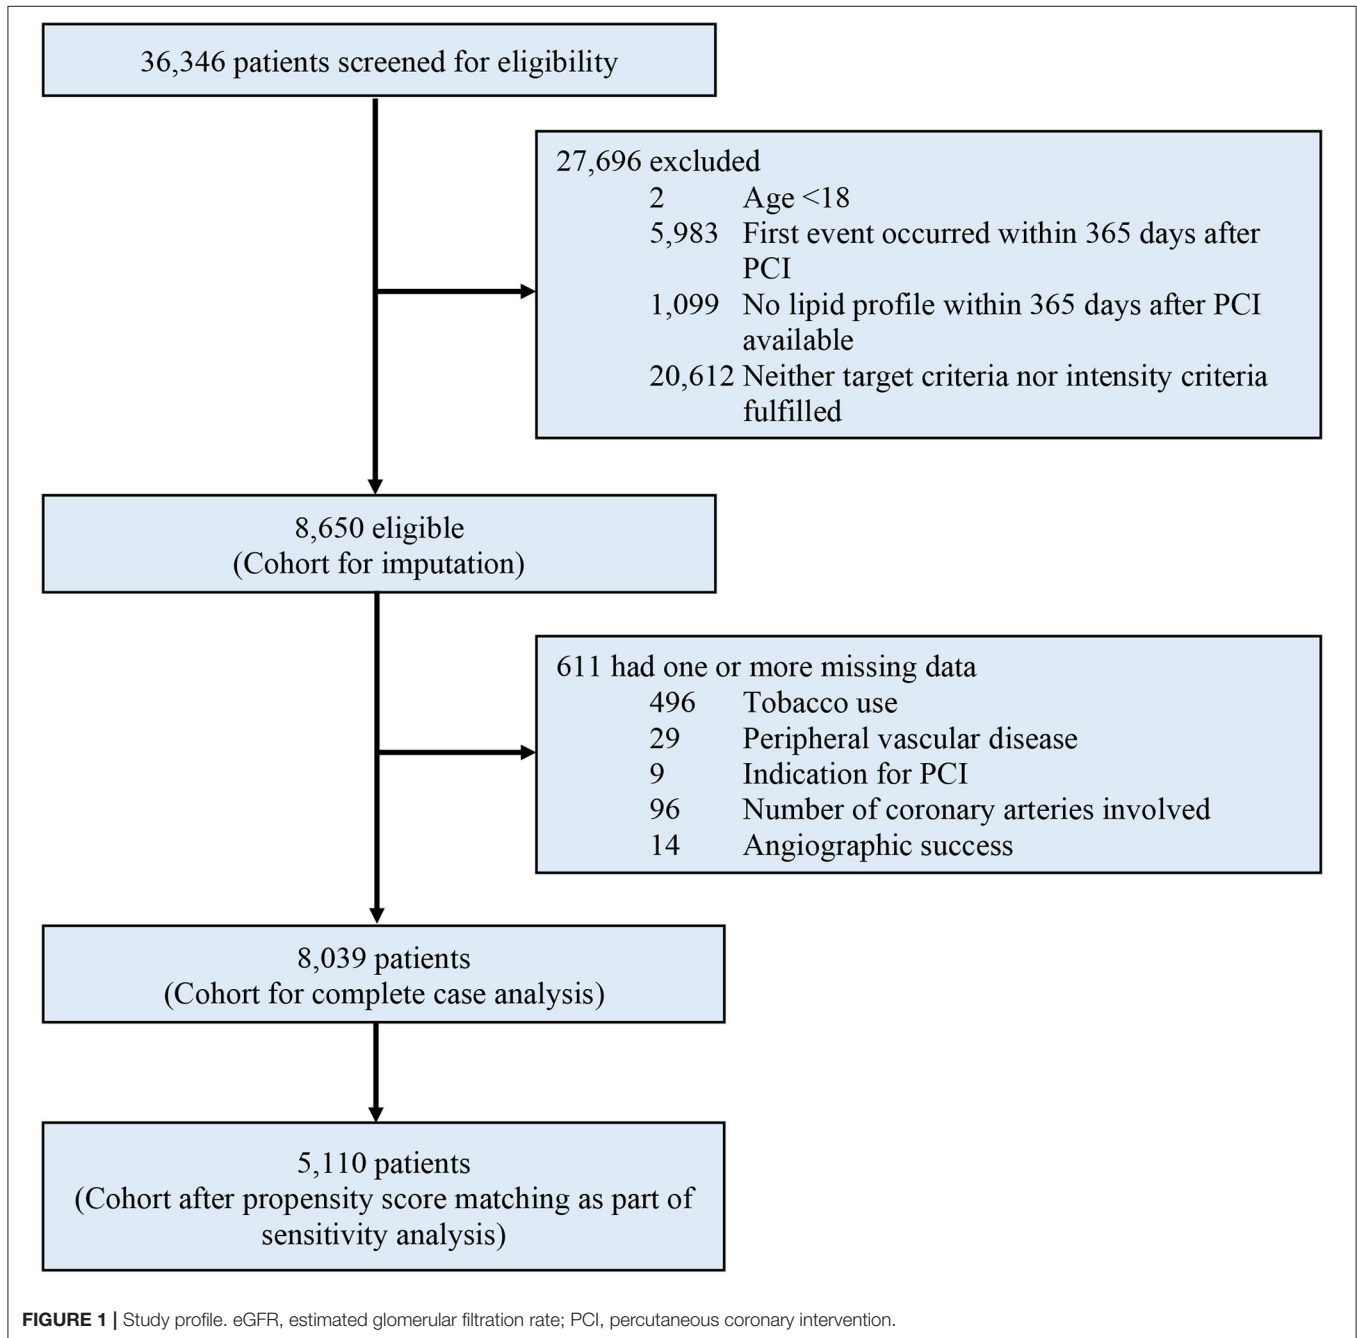 36,346 patients screened for eligibility
27,696 excluded
2 Age <18
5,983 First event occurred within 365 days after
PCI
1,099 No lipid profile within 365 days after PCI
available
20,612 Neither target criteria nor intensity criteria
fulfilled
8,650 eligible
(Cohort for imputation)
611 had one or more missing data
496 Tobacco use
29 Peripheral vascular disease
9 Indication for PCI
96 Number of coronary arteries involved
14 Angiographic success
8,039 patients
(Cohort for complete case analysis)
5,110 patients
(Cohort after propensity score matching as part of
sensitivity analysis)
FIGURE 1 | Study profile. eGFR, estimated glomerular filtration rate; PCI, percutaneous coronary intervention.